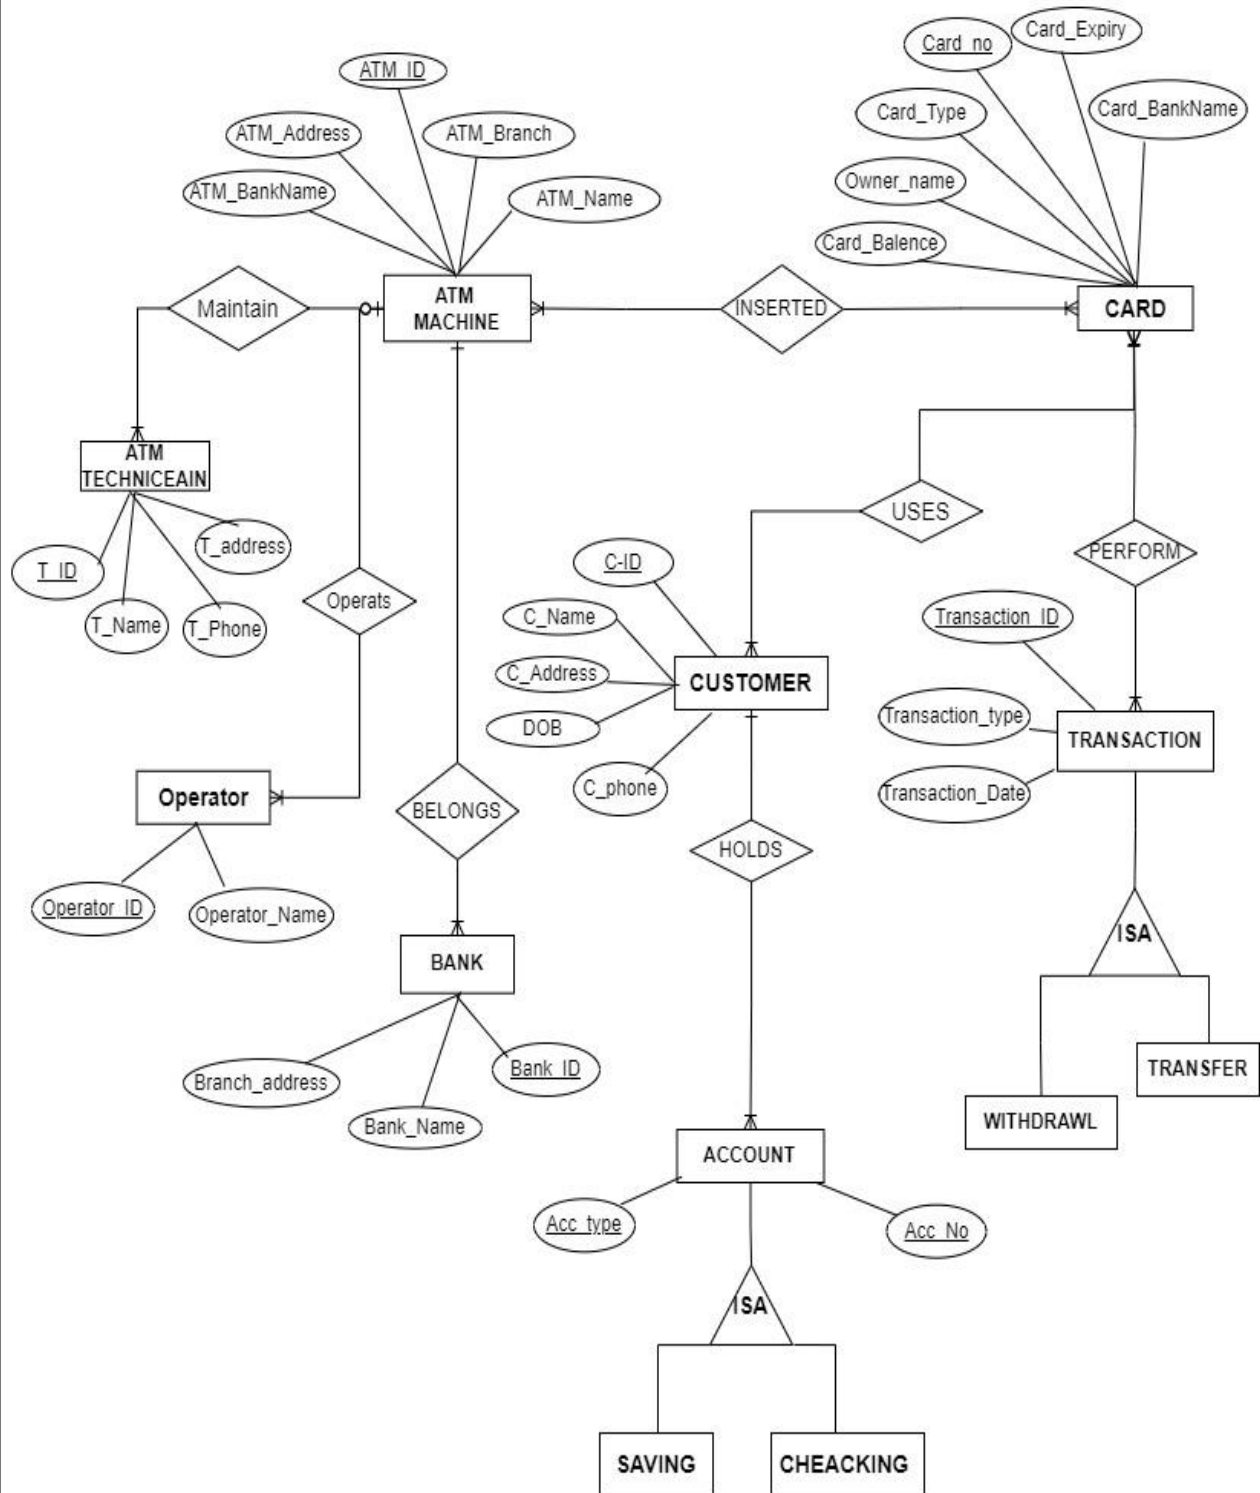 Card_Expiry
Card_no
ATM_ID
Card_BankName
Card_Type
ATM_Address
ATM_Branch
Owner_name
ATM_BankName
ATM_Name
Card_Balence
ATM
MACHINE
Maintain
INSERTED
CARD
ATM
TECHNICEAIN
USES
T_address
PERFORM
C-ID
T_ID
Operats
C_Name
Transaction_ID
T_Name
T_Phone
C_Address
CUSTOMER
Transaction_type
DOB
TRANSACTION
C_phone
Transaction_Date
Operator
BELONGS
HOLDS
Operator_ID
Operator_Name
ISA
BANK
Branch_address
Bank_ID
TRANSFER
Bank_Name
WITHDRAWL
ACCOUNT
Acc_type
Acc_No
ISA
SAVING
CHEACKING